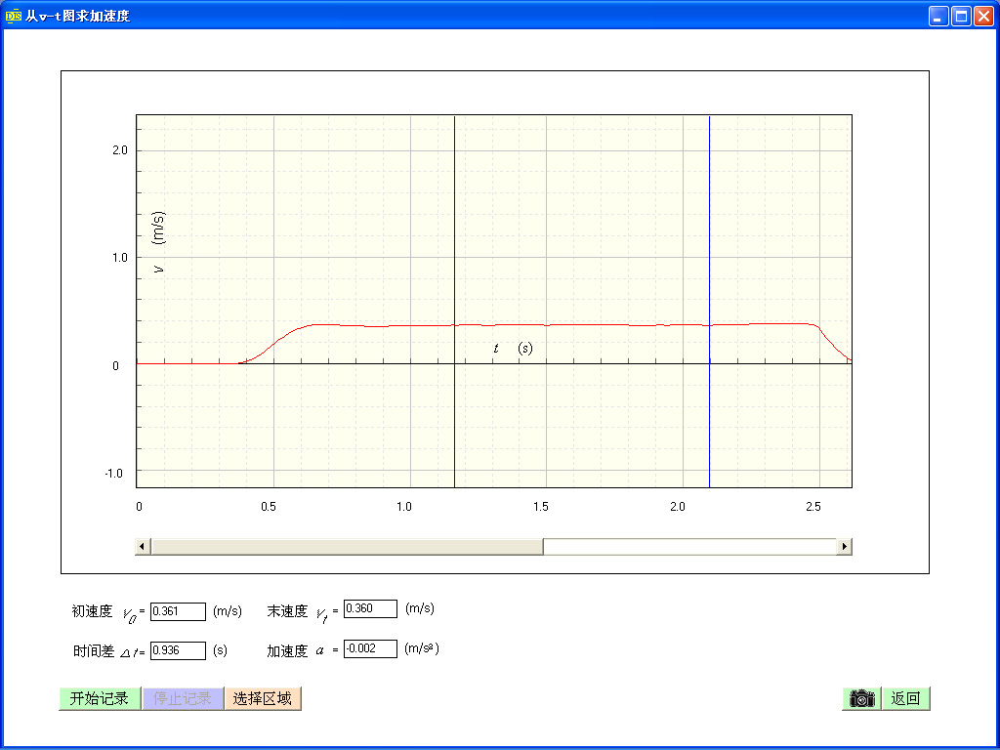 DIS 从v-t图求加速度
2.0
1.0
0
-1.0
v (m/s)
t (s)
0 0.5 1.0 1.5 2.0 2.5
初速度 v0= 0.361 (m/s) 末速度 vt = 0.360 (m/s)
时间差 Δt= 0.936 (s) 加速度 a = -0.002 (m/s²)
开始记录 停止记录 选择区域 返回